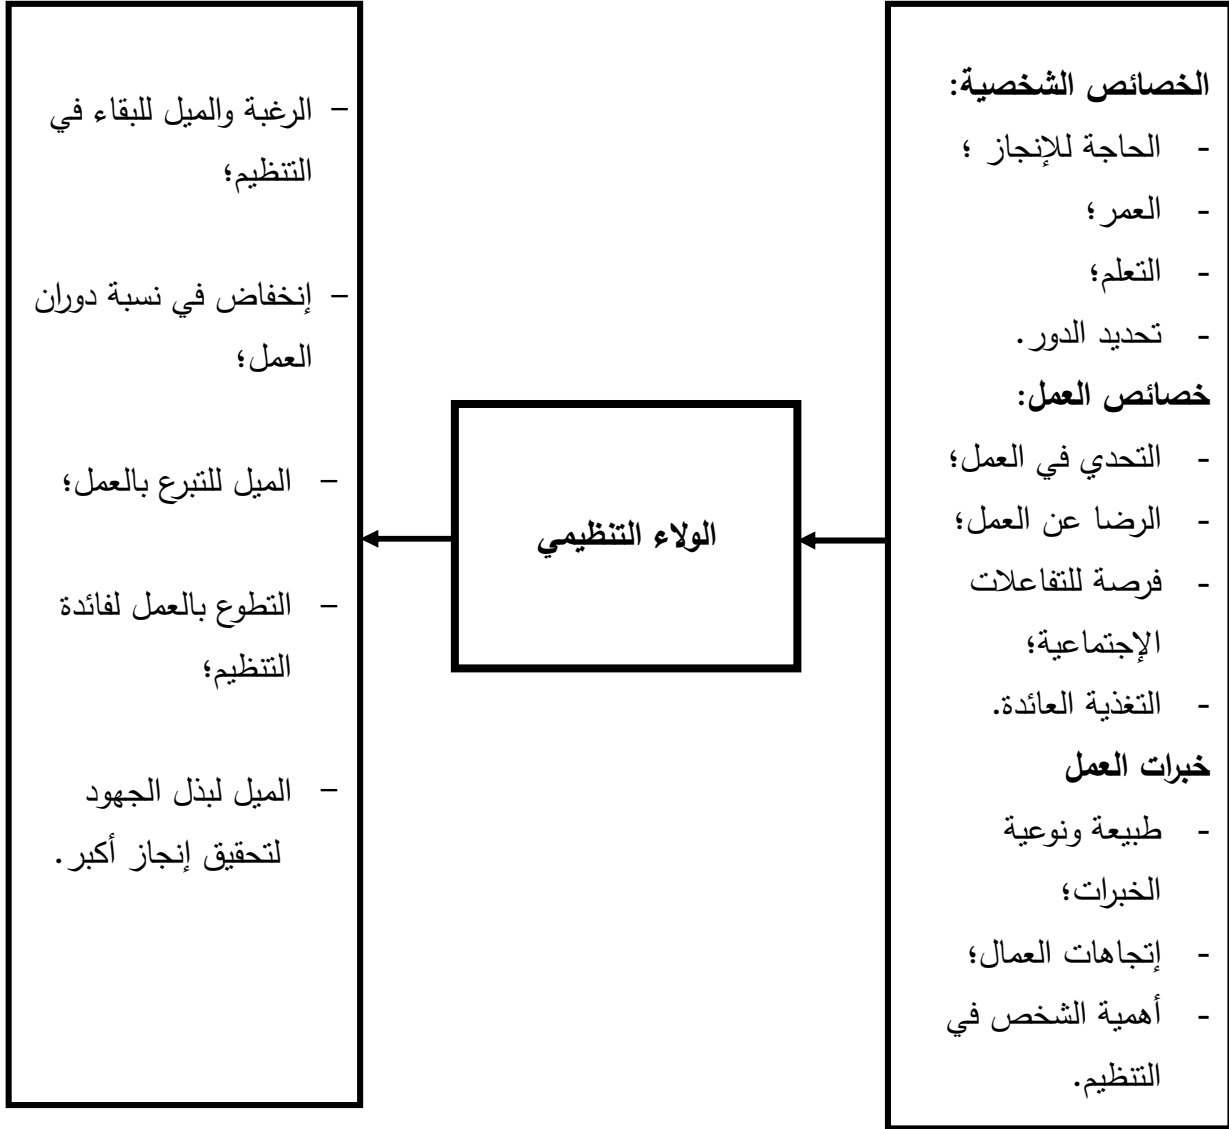 الخصائص الشخصية:
- الحاجة للإنجاز ؛
- العمر؛
- التعلم؛
- تحديد الدور.
خصائص العمل:
- التحدي في العمل؛
- الرضا عن العمل؛
- فرصة للتفاعلات
الإجتماعية؛
- التغذية العائدة.
خبرات العمل
- طبيعة ونوعية
الخبرات؛
- إتجاهات العمال؛
- أهمية الشخص في
التنظيم.
الولاء التنظيمي
– الرغبة والميل للبقاء في
التنظيم؛
– إنخفاض في نسبة دوران
العمل؛
– الميل للتبرع بالعمل؛
– التطوع بالعمل لفائدة
التنظيم؛
– الميل لبذل الجهود
لتحقيق إنجاز أكبر.